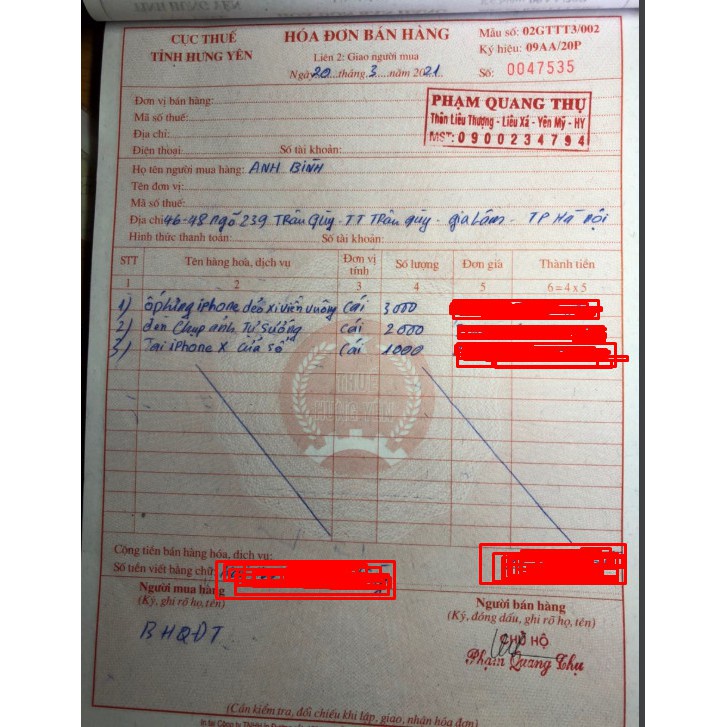 CỤC THUẾ
TỈNH HƯNG YÊN
HÓA ĐƠN BÁN HÀNG
Liên 2: Giao người mua
Ngày 20 tháng 3 năm 2021
Mẫu số: 02GTTT3/002
Ký hiệu: 09AA/20P
Số: 0047535
Đơn vị bán hàng:
Mã số thuế:
Địa chỉ:
Điện thoại: Số tài khoản:
PHẠM QUANG THỤ
Thôn Liêu Thượng - Liêu Xá - Yên Mỹ - HY
MST: 0900234794
Họ tên người mua hàng: ANH BÌNH
Tên đơn vị:
Mã số thuế:
Địa chỉ 46-48 ngõ 239 Trâu Qùy - TT Trâu Qùy - gia Lâm - TP Hà Nội
Hình thức thanh toán: Số tài khoản:
STT Tên hàng hoá, dịch vụ Đơn vị tính Số lượng Đơn giá Thành tiền
1 2 3 4 5 6 = 4 x 5
1) ốp lưng iphone dẻo xi viền vuông cái 3000
2) đèn chụp ảnh Tự sướng cái 2000
3) Tai iphone X cửa sổ cái 1000
Cộng tiền bán hàng hóa, dịch vụ:
Số tiền viết bằng chữ:
Người mua hàng
(Ký, ghi rõ họ, tên)
BHQĐT
Người bán hàng
(Ký, đóng dấu, ghi rõ họ, tên)
CHỦ HỘ
Phạm Quang Thụ
(Cần kiểm tra, đối chiếu khi lập, giao, nhận hóa đơn)